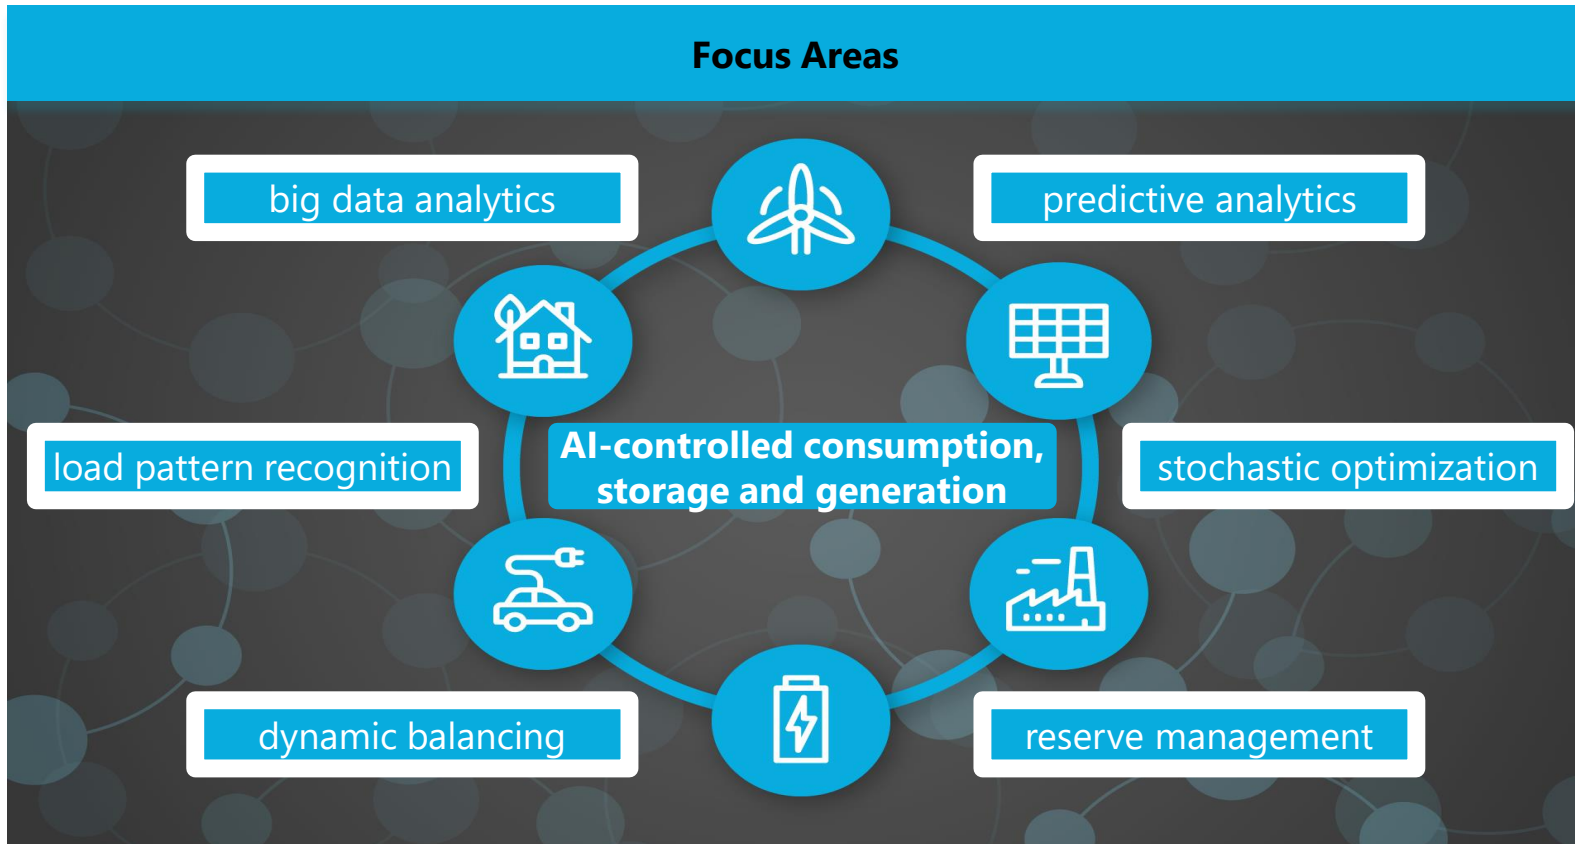 Focus Areas
big data analytics
predictive analytics
load pattern recognition
AI-controlled consumption,
storage and generation
stochastic optimization
dynamic balancing
reserve management